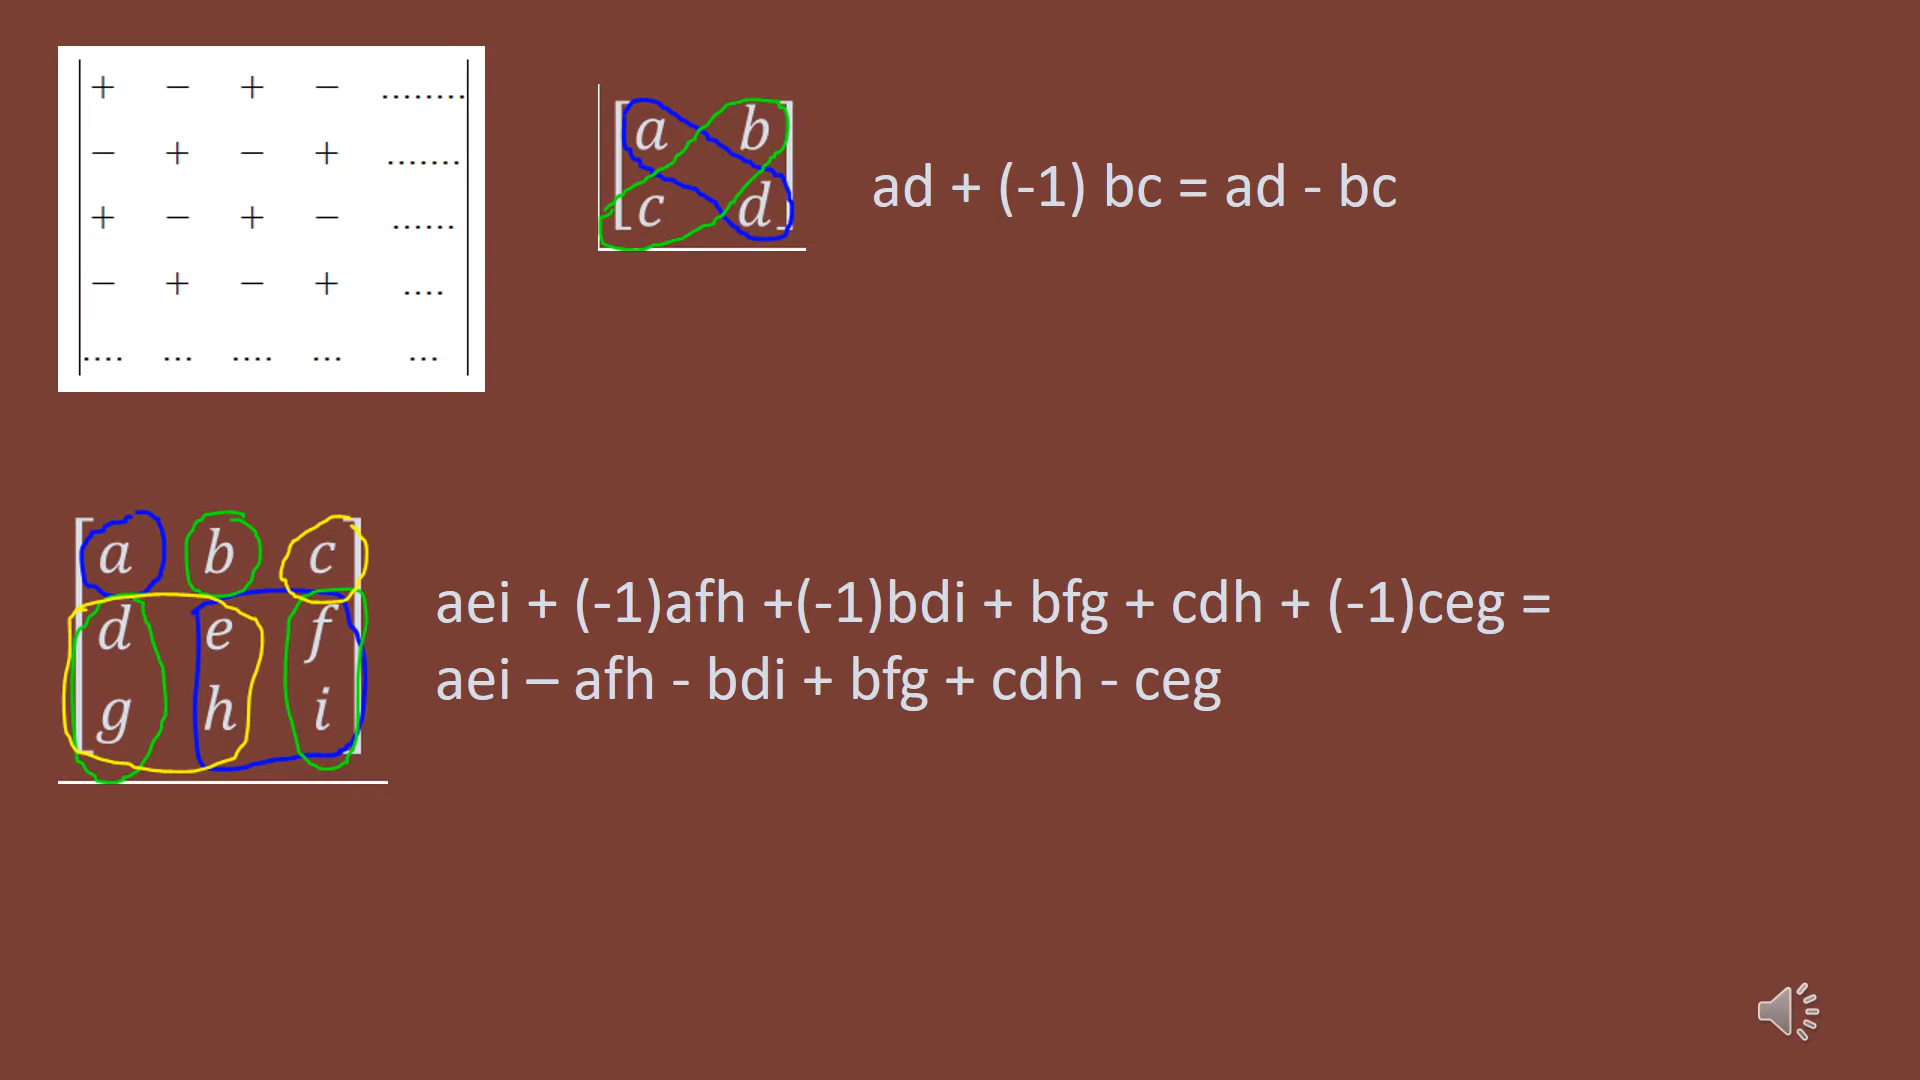 + − + − ........
− + − + .......
+ − + − ......
− + − + ....
.... ... .... ... ...
a b
c d
ad + (-1) bc = ad - bc
a b c
d e f
g h i
aei + (-1)afh +(-1)bdi + bfg + cdh + (-1)ceg =
aei – afh - bdi + bfg + cdh - ceg